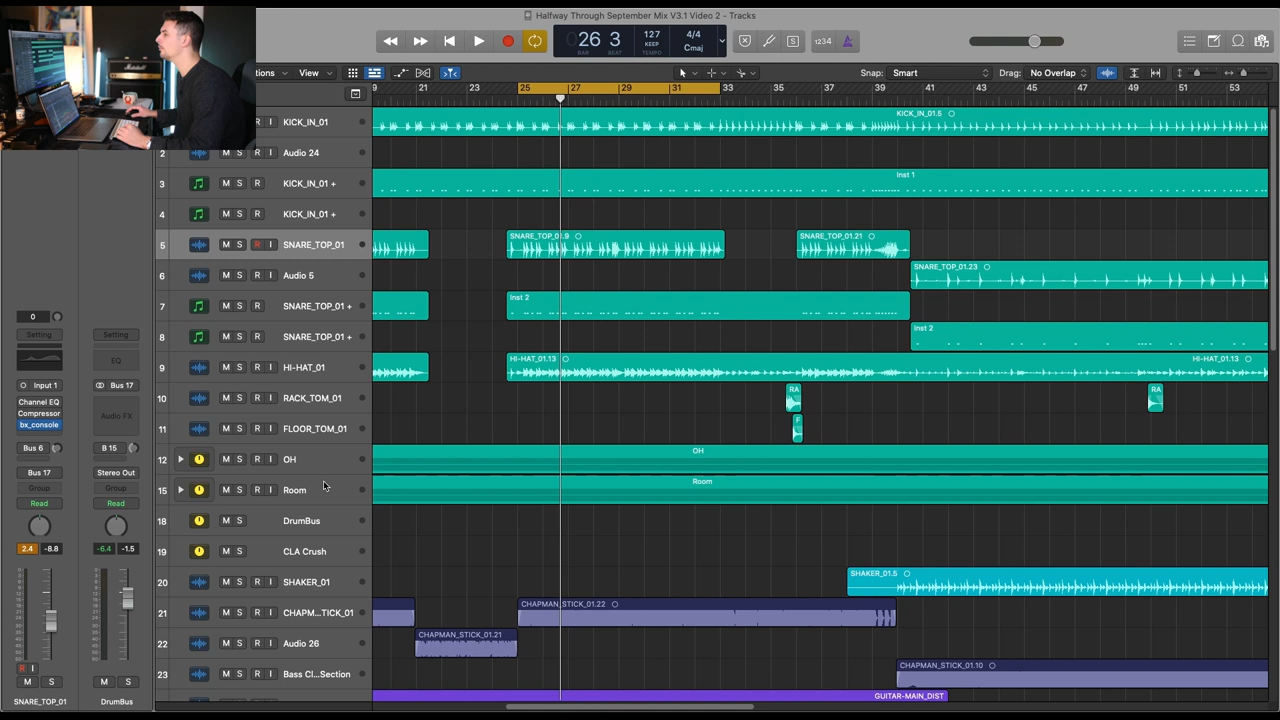 Halfway Through September Mix V3.1 Video 2 - Tracks
26 3
BAR BEAT
127
KEEP
TEMPO
4/4
Cmaj
1234
tions View
Snap: Smart
Drag: No Overlap
9 21 23 25 27 29 31 33 35 37 39 41 43 45 47 49 51 53
R I KICK_IN_01
KICK_IN_01.5
2 M S R I Audio 24
3 M S R KICK_IN_01 +
Inst 1
4 M S R KICK_IN_01 +
5 M S R I SNARE_TOP_01
SNARE_TOP_01.9
SNARE_TOP_01.21
6 M S R I Audio 5
SNARE_TOP_01.23
7 M S R SNARE_TOP_01 +
Inst 2
8 M S R SNARE_TOP_01 +
Inst 2
9 M S R I HI-HAT_01
HI-HAT_01.13
HI-HAT_01.13
10 M S R I RACK_TOM_01
RA
RA
11 M S R I FLOOR_TOM_01
F
12 M S R I OH
OH
15 M S R I Room
Room
18 M S DrumBus
19 M S CLA Crush
20 M S R I SHAKER_01
SHAKER_01.5
21 M S R I CHAPM...TICK_01
CHAPMAN_STICK_01.22
22 M S R I Audio 26
CHAPMAN_STICK_01.21
23 M S R I Bass Cl...Section
CHAPMAN_STICK_01.10
GUITAR-MAIN_DIST
0
Setting Setting
EQ
Input 1 Bus 17
Channel EQ
Compressor
bx_console
Audio FX
Bus 6 B 15
Bus 17 Stereo Out
Group Group
Read Read
2.4 -8.8 -6.4 -1.5
R I
M S M S
SNARE_TOP_01 DrumBus